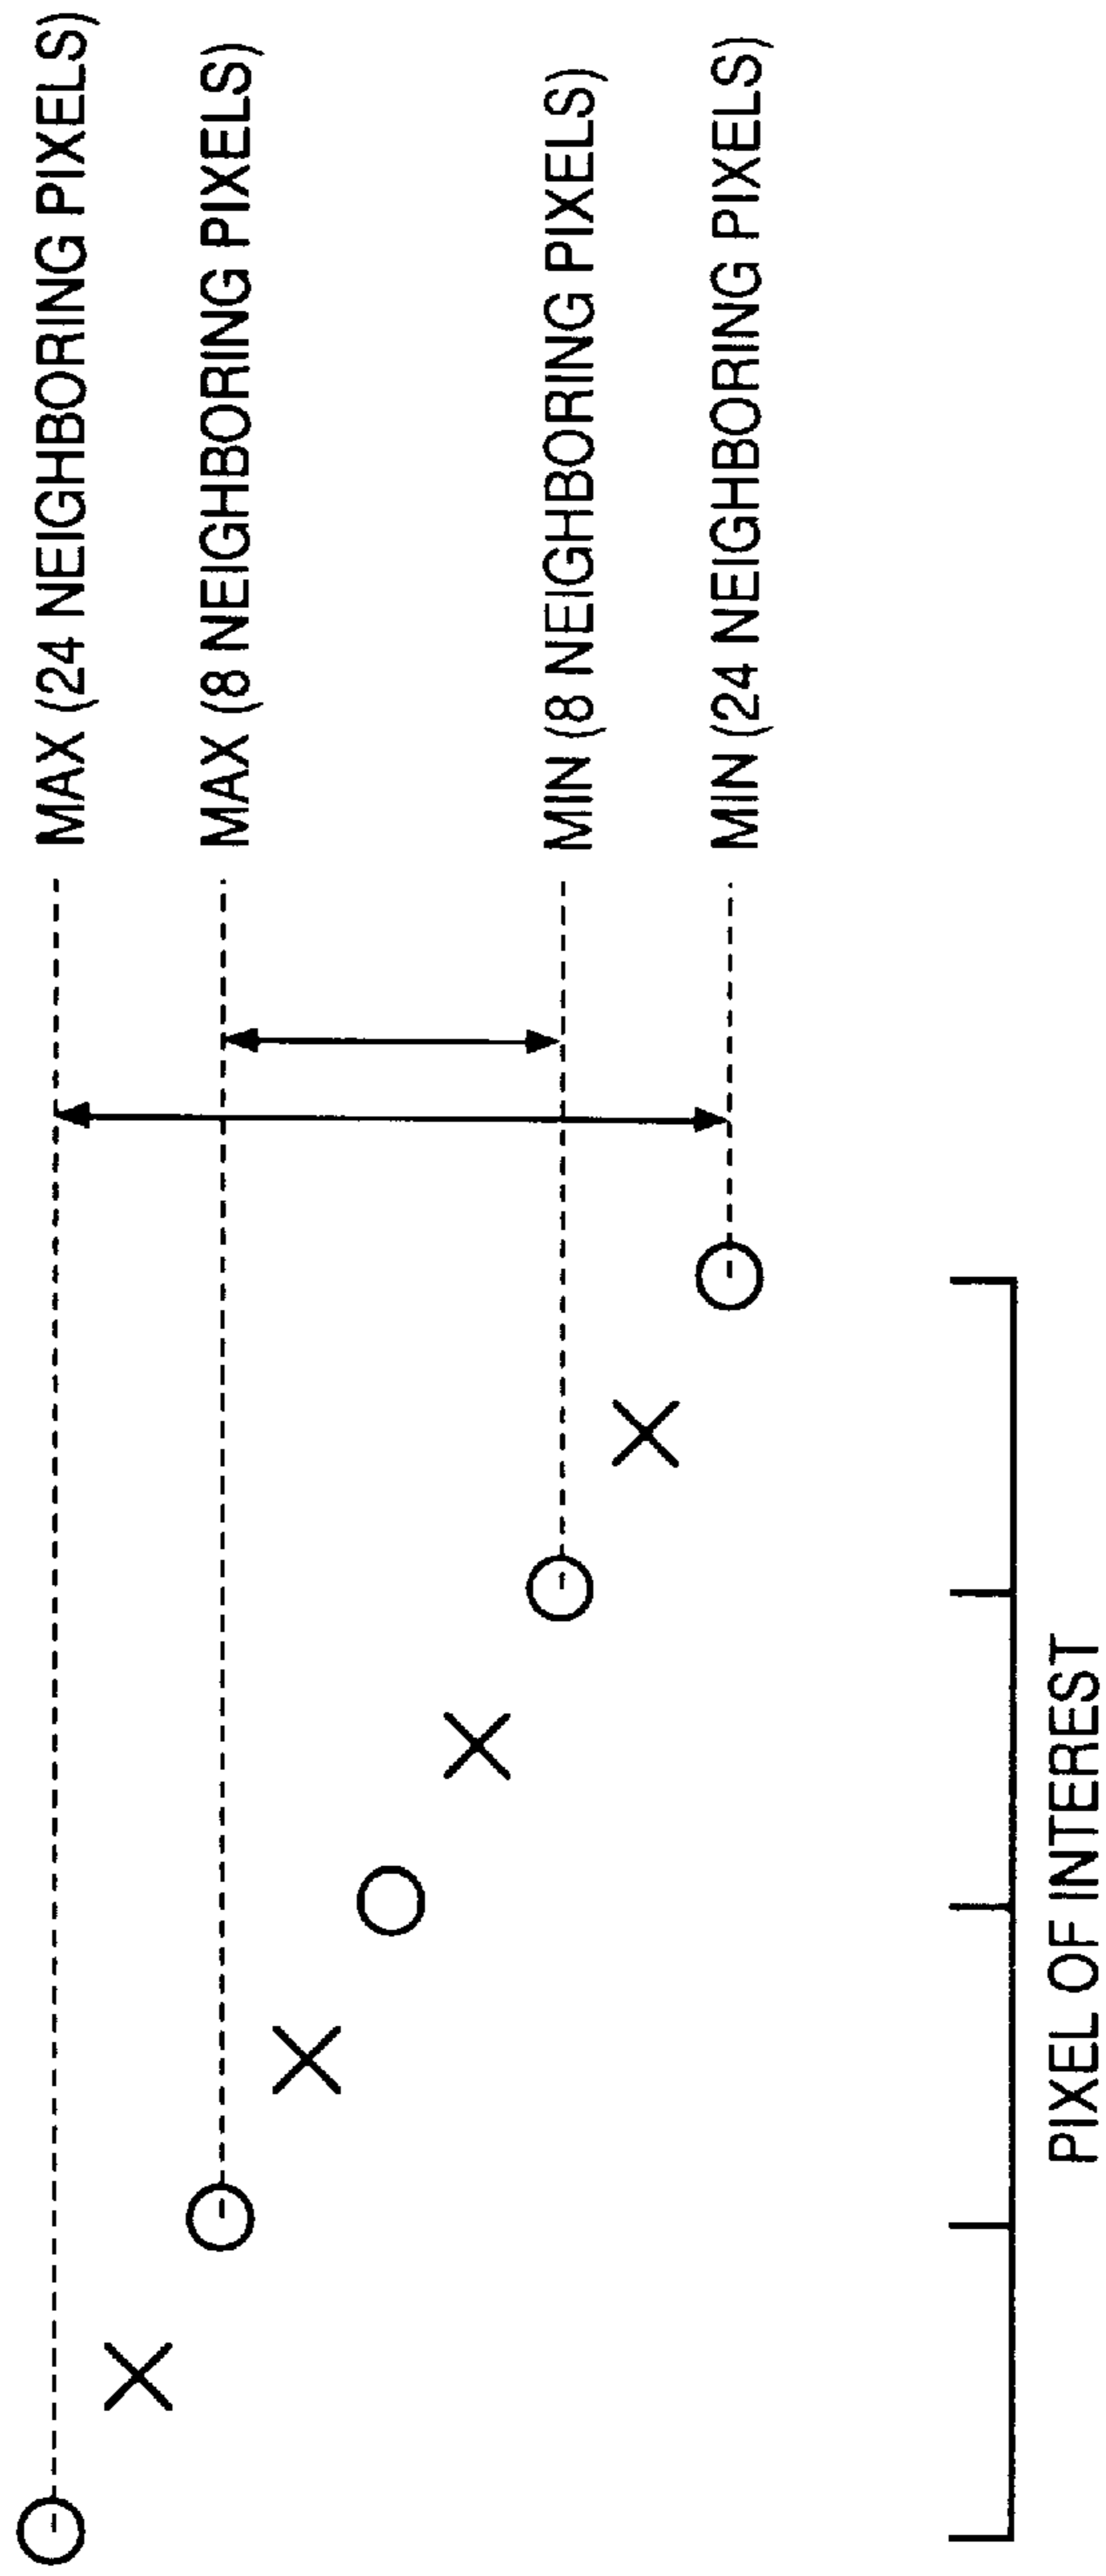 MAX (24 NEIGHBORING PIXELS)
MAX (8 NEIGHBORING PIXELS)
MIN (8 NEIGHBORING PIXELS)
MIN (24 NEIGHBORING PIXELS)
PIXEL OF INTEREST